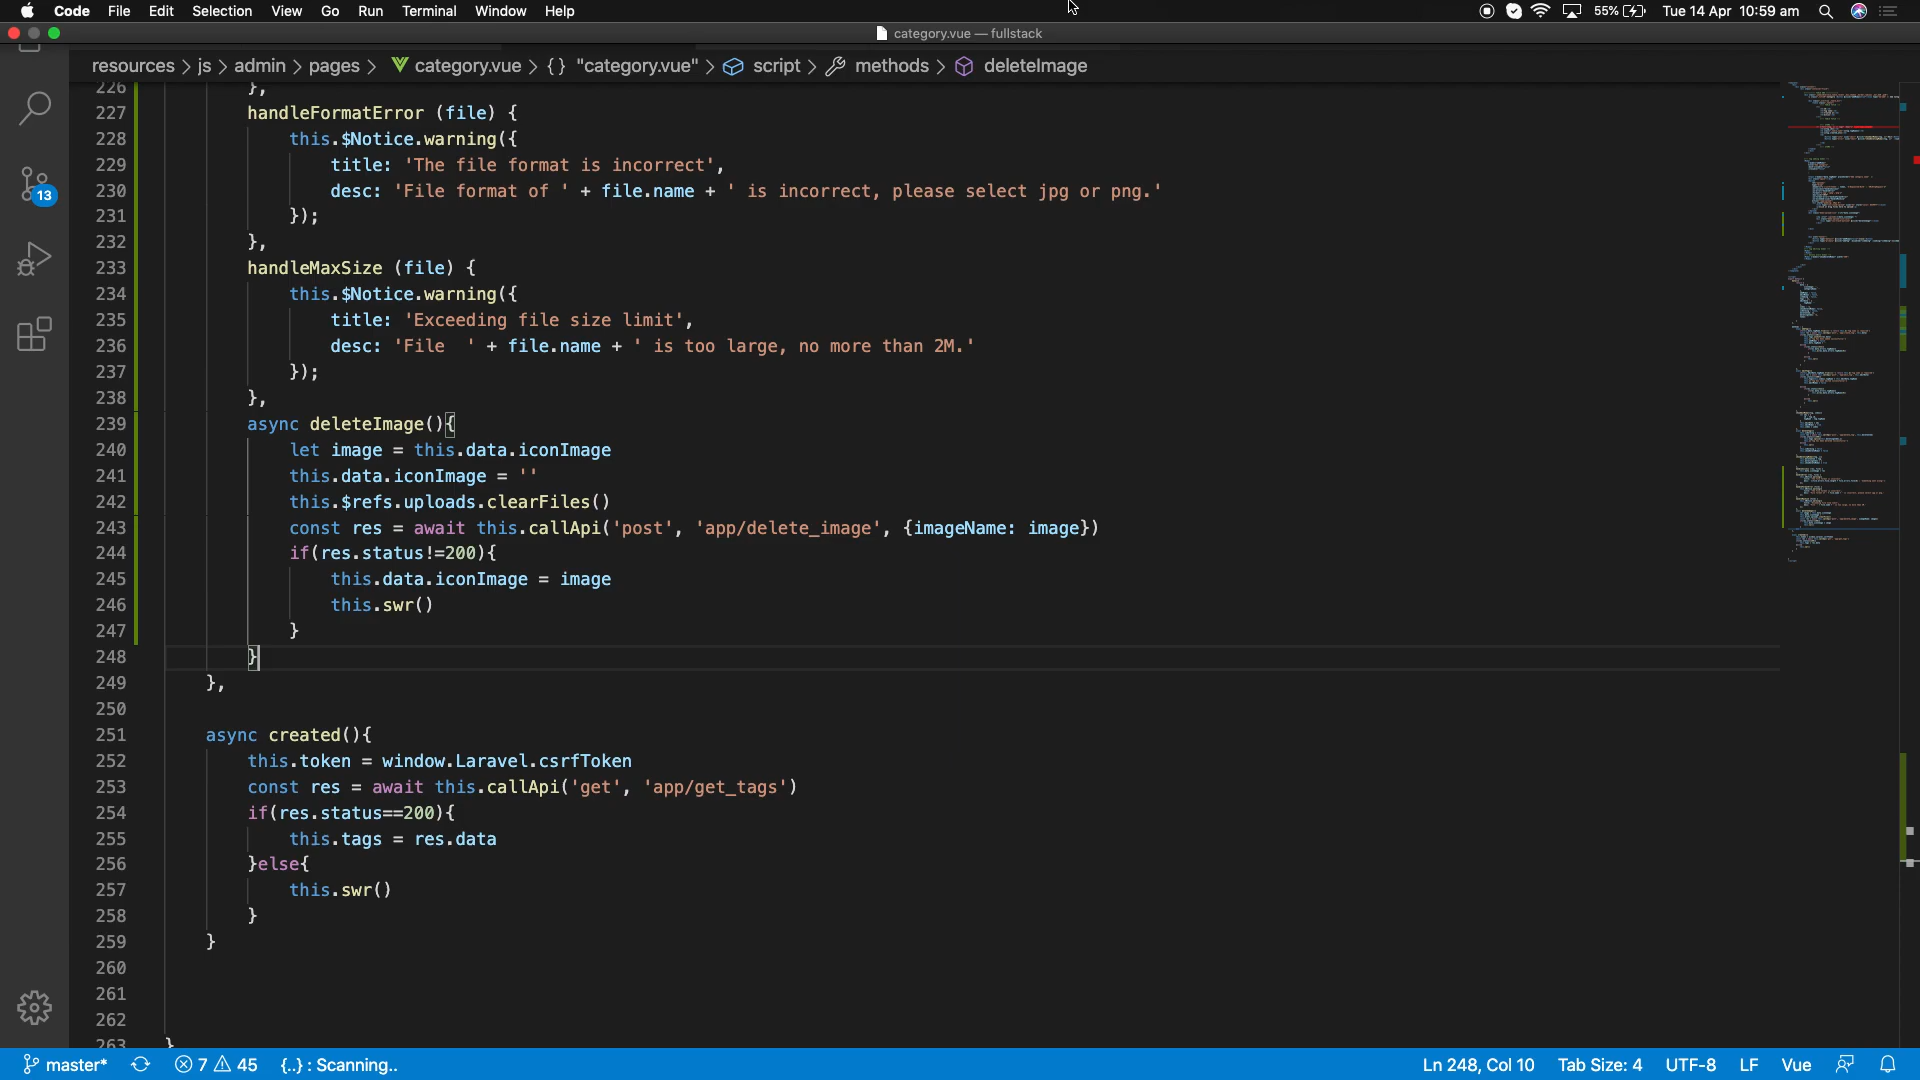 Code File Edit Selection View Go Run Terminal Window Help 55% Tue 14 Apr 10:59 am
category.vue — fullstack
resources > js > admin > pages > category.vue > {} "category.vue" > script > methods > deleteImage
226 },
227 handleFormatError (file) {
228 this.$Notice.warning({
229 title: 'The file format is incorrect',
230 desc: 'File format of ' + file.name + ' is incorrect, please select jpg or png.'
231 });
232 },
233 handleMaxSize (file) {
234 this.$Notice.warning({
235 title: 'Exceeding file size limit',
236 desc: 'File  ' + file.name + ' is too large, no more than 2M.'
237 });
238 },
239 async deleteImage(){
240 let image = this.data.iconImage
241 this.data.iconImage = ''
242 this.$refs.uploads.clearFiles()
243 const res = await this.callApi('post', 'app/delete_image', {imageName: image})
244 if(res.status!=200){
245 this.data.iconImage = image
246 this.swr()
247 }
248 }
249 },
250
251 async created(){
252 this.token = window.Laravel.csrfToken
253 const res = await this.callApi('get', 'app/get_tags')
254 if(res.status==200){
255 this.tags = res.data
256 }else{
257 this.swr()
258 }
259 }
260
261
262
263 }
13
master* 7 45 {..} : Scanning.. Ln 248, Col 10 Tab Size: 4 UTF-8 LF Vue